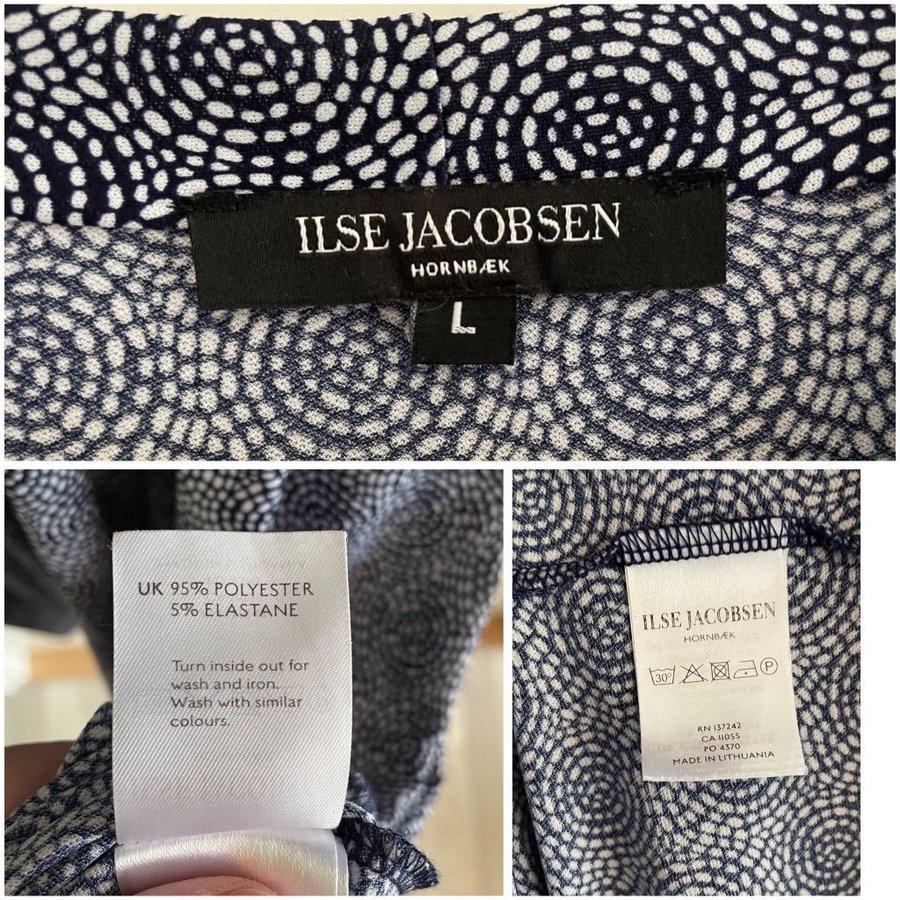 ILSE JACOBSEN
HORNBÆK
L
UK 95% POLYESTER
5% ELASTANE
Turn inside out for
wash and iron.
Wash with similar
colours.
ILSE JACOBSEN
HORNBÆK
30°
P
RN 137242
CA 11055
PO 4370
MADE IN LITHUANIA